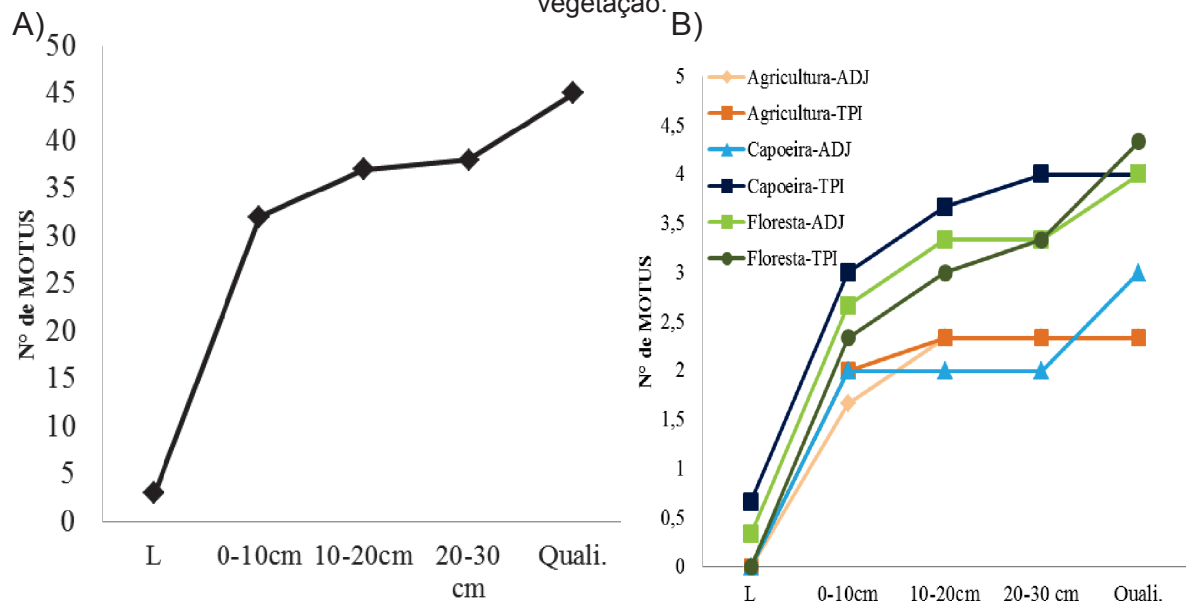 vegetação.
A)
50
45
40
35
30
25
20
15
10
5
0
N° de MOTUS
L 0-10cm 10-20cm 20-30 cm Quali.
B)
5
4,5
4
3,5
3
2,5
2
1,5
1
0,5
0
N° de MOTUS
Agricultura-ADJ
Agricultura-TPI
Capoeira-ADJ
Capoeira-TPI
Floresta-ADJ
Floresta-TPI
L 0-10cm 10-20cm 20-30 cm Quali.